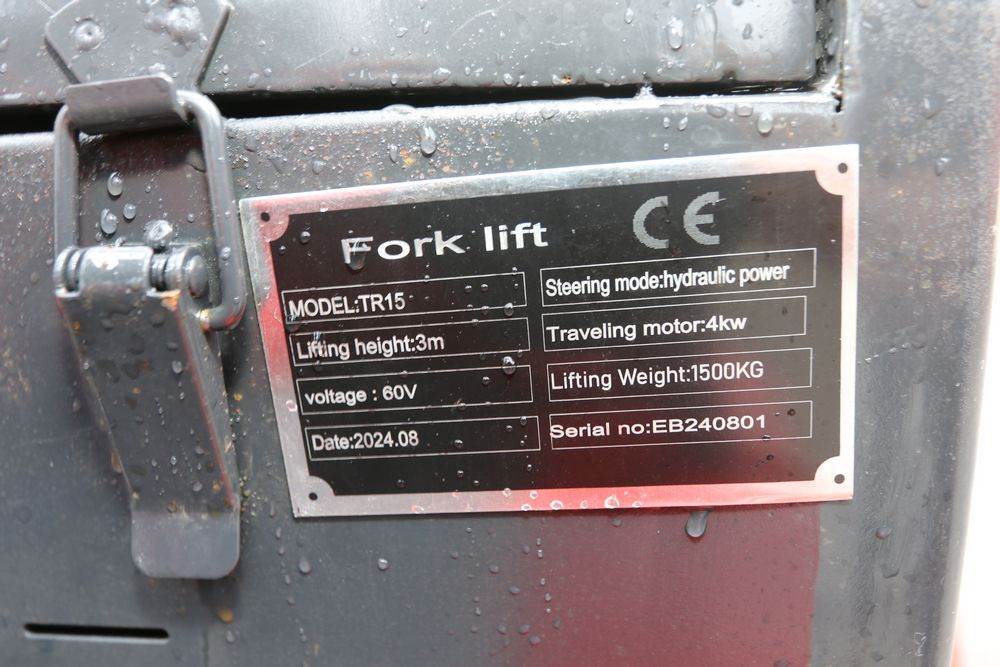 Fork lift CE
MODEL:TR15
Steering mode:hydraulic power
Lifting height:3m
Traveling motor:4kw
voltage : 60V
Lifting Weight:1500KG
Date:2024.08
Serial no:EB240801